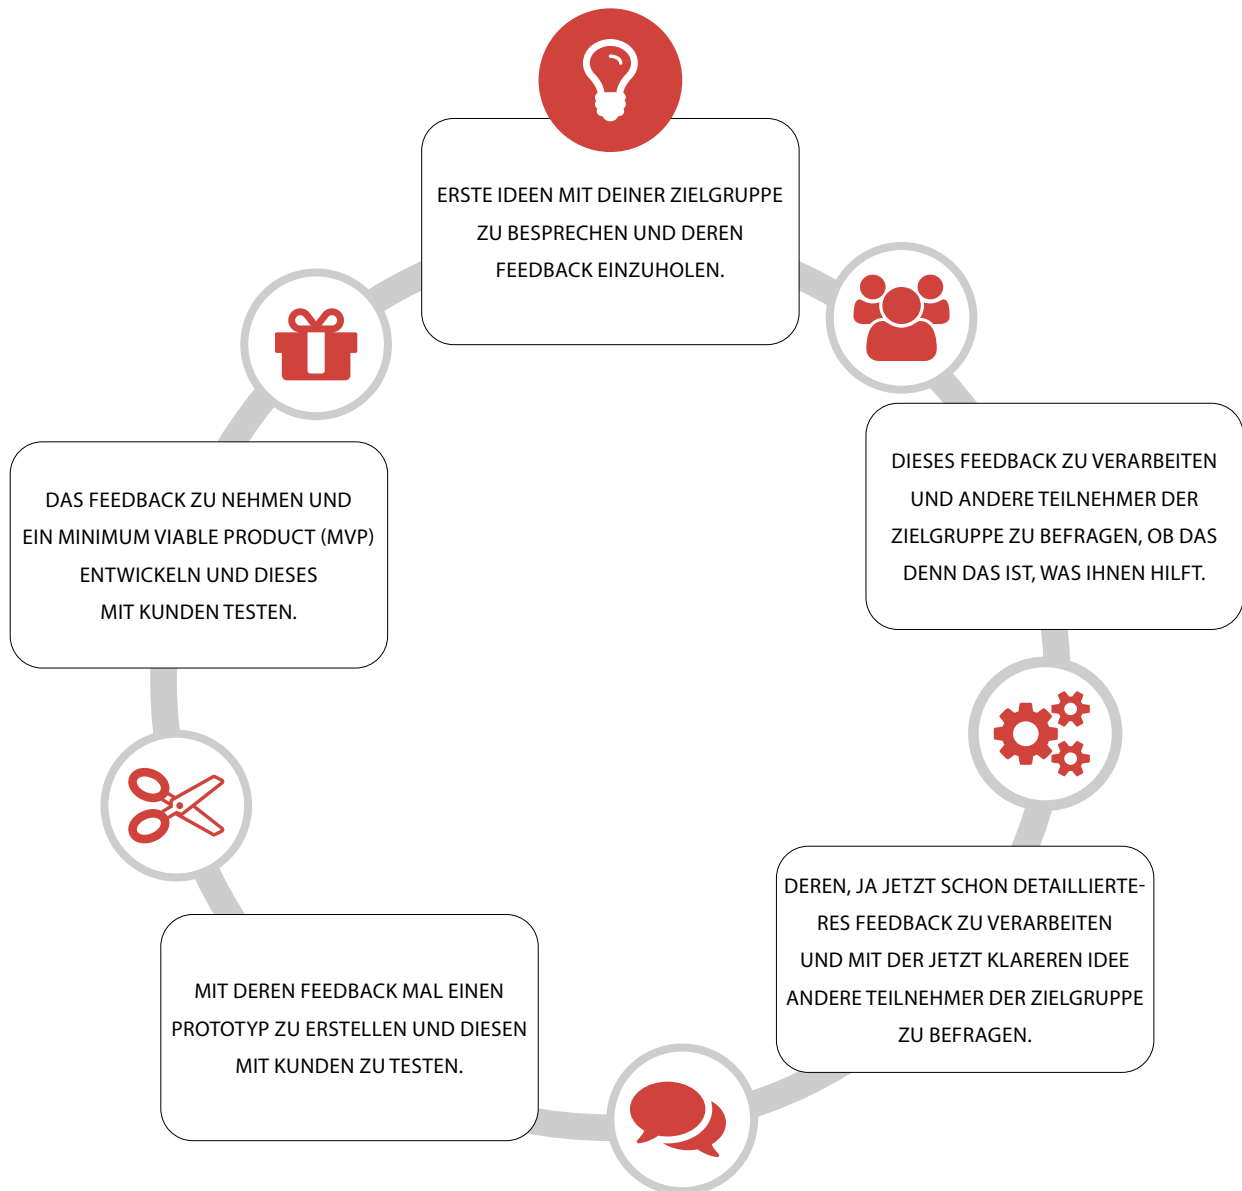 ERSTE IDEEN MIT DEINER ZIELGRUPPE
ZU BESPRECHEN UND DEREN
FEEDBACK EINZUHOLEN.
DIESES FEEDBACK ZU VERARBEITEN
UND ANDERE TEILNEHMER DER
ZIELGRUPPE ZU BEFRAGEN, OB DAS
DENN DAS IST, WAS IHNEN HILFT.
DEREN, JA JETZT SCHON DETAILLIERTE-
RES FEEDBACK ZU VERARBEITEN
UND MIT DER JETZT KLAREREN IDEE
ANDERE TEILNEHMER DER ZIELGRUPPE
ZU BEFRAGEN.
MIT DEREN FEEDBACK MAL EINEN
PROTOTYP ZU ERSTELLEN UND DIESEN
MIT KUNDEN ZU TESTEN.
DAS FEEDBACK ZU NEHMEN UND
EIN MINIMUM VIABLE PRODUCT (MVP)
ENTWICKELN UND DIESES
MIT KUNDEN TESTEN.